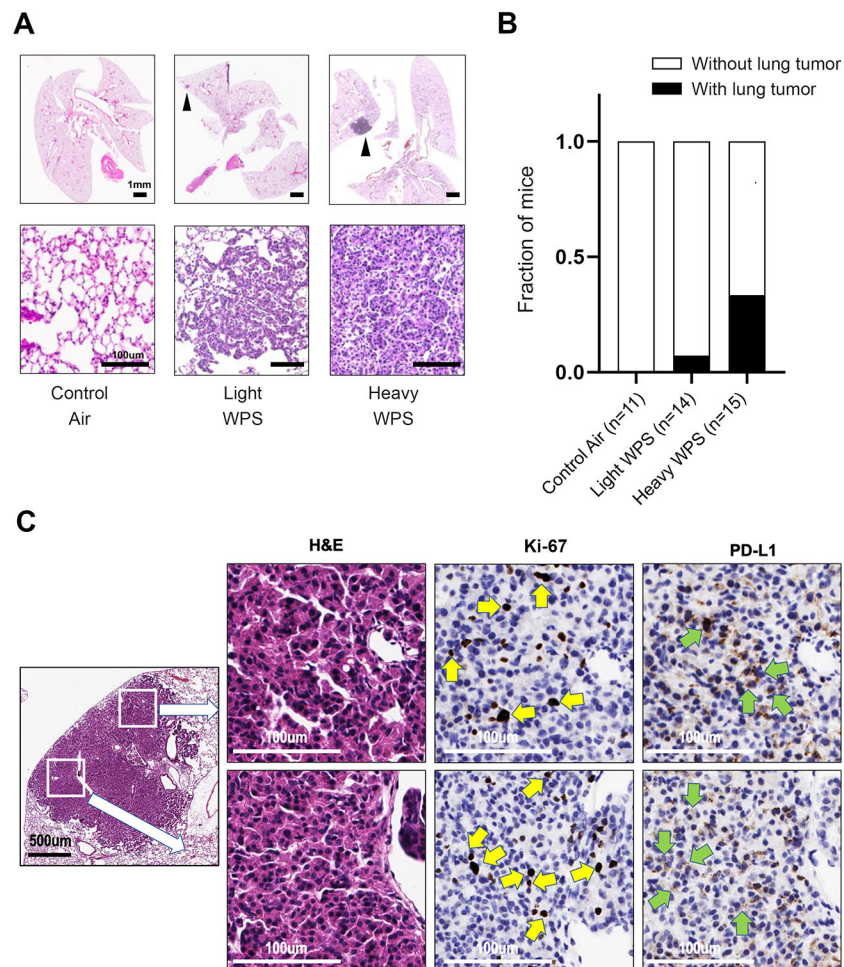 A
B
Without lung tumor
With lung tumor
1mm
100um
Control
Air
Light
WPS
Heavy
WPS
Fraction of mice
1.0
0.5
0.0
Control Air (n=11)
Light WPS (n=14)
Heavy WPS (n=15)
C
H&E
Ki-67
PD-L1
500um
100um
100um
100um
100um
100um
100um